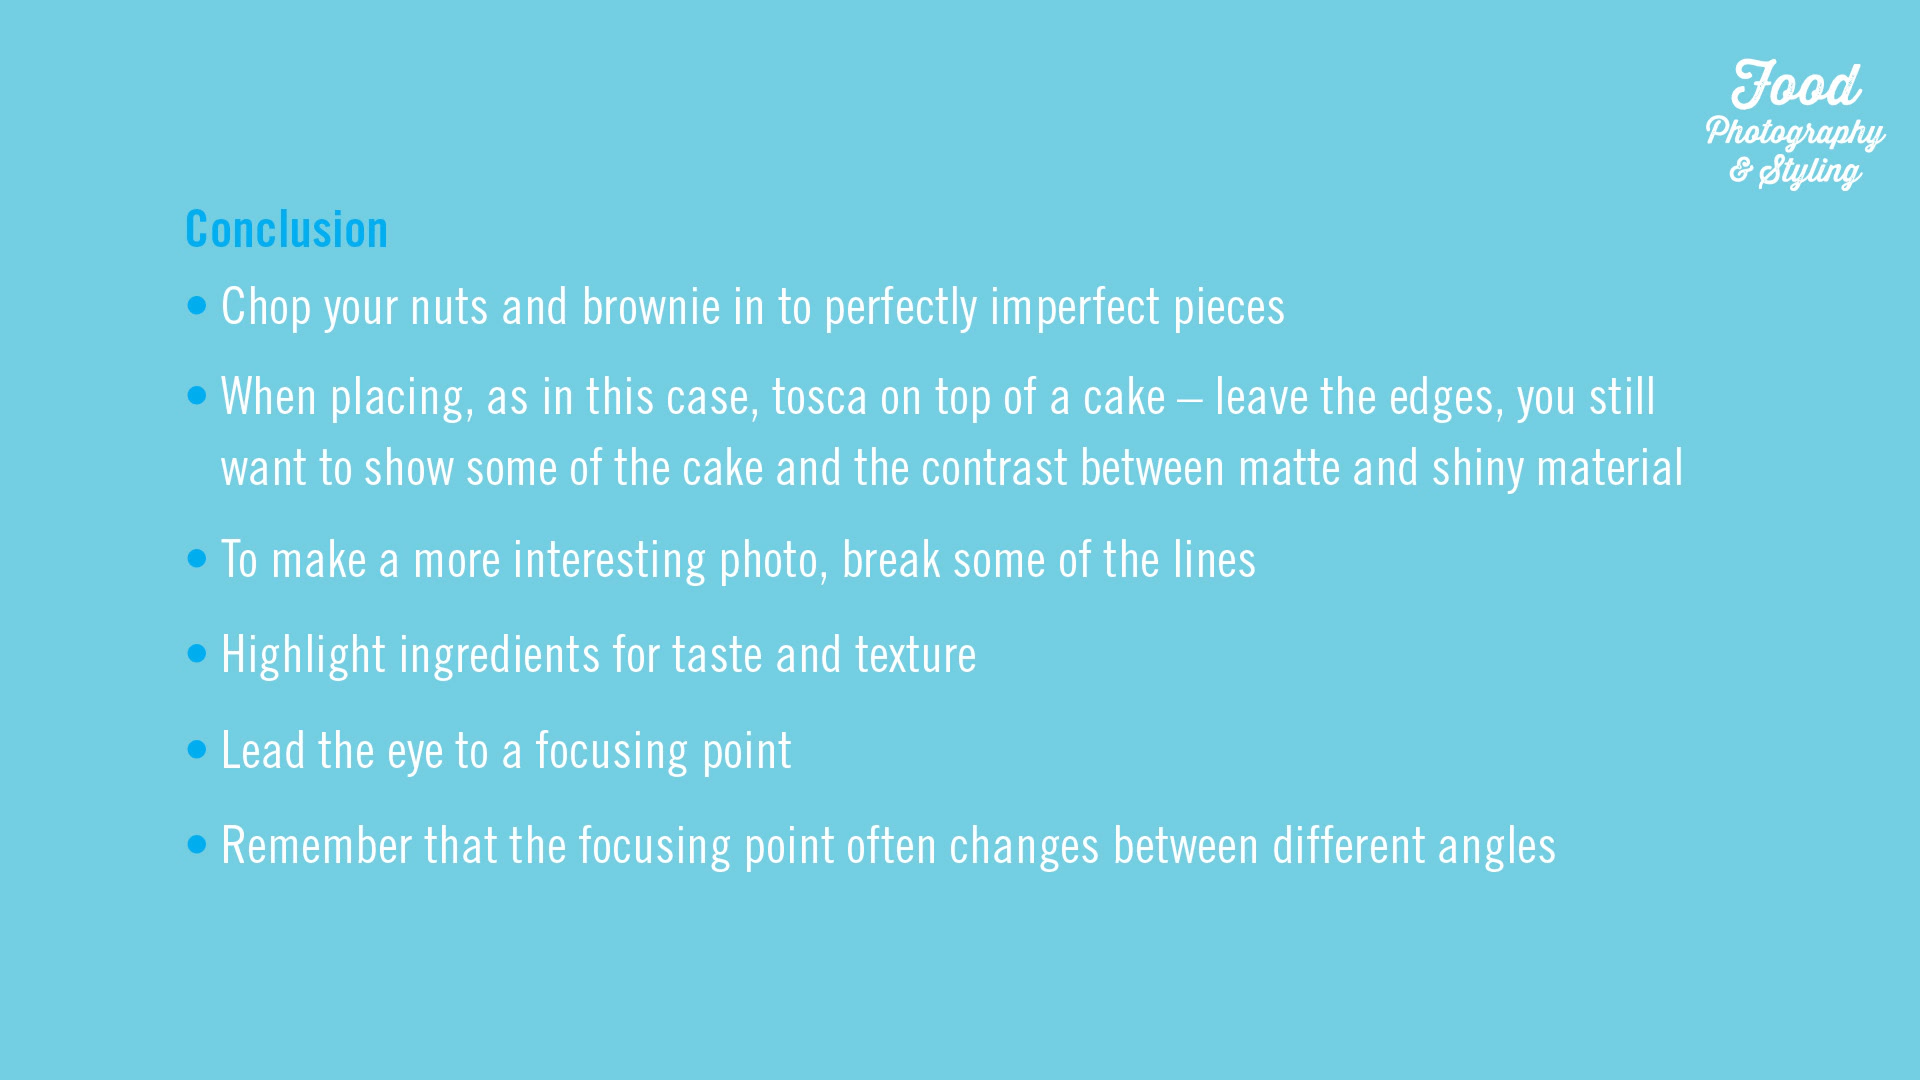 Food
Photography
& Styling
Conclusion
• Chop your nuts and brownie in to perfectly imperfect pieces
• When placing, as in this case, tosca on top of a cake – leave the edges, you still
want to show some of the cake and the contrast between matte and shiny material
• To make a more interesting photo, break some of the lines
• Highlight ingredients for taste and texture
• Lead the eye to a focusing point
• Remember that the focusing point often changes between different angles